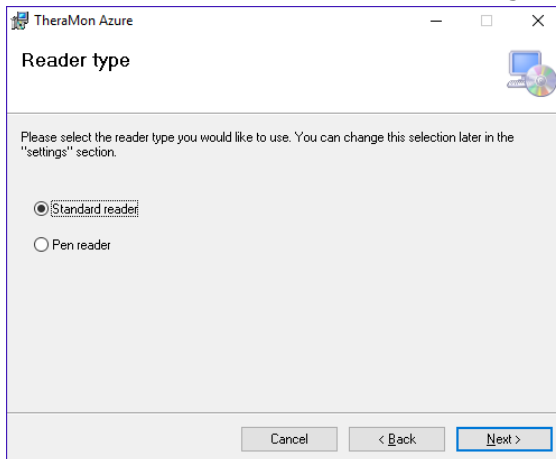 TheraMon Azure
Reader type
Please select the reader type you would like to use. You can change this selection later in the
"settings" section.
Standard reader
Pen reader
Cancel
< Back
Next >